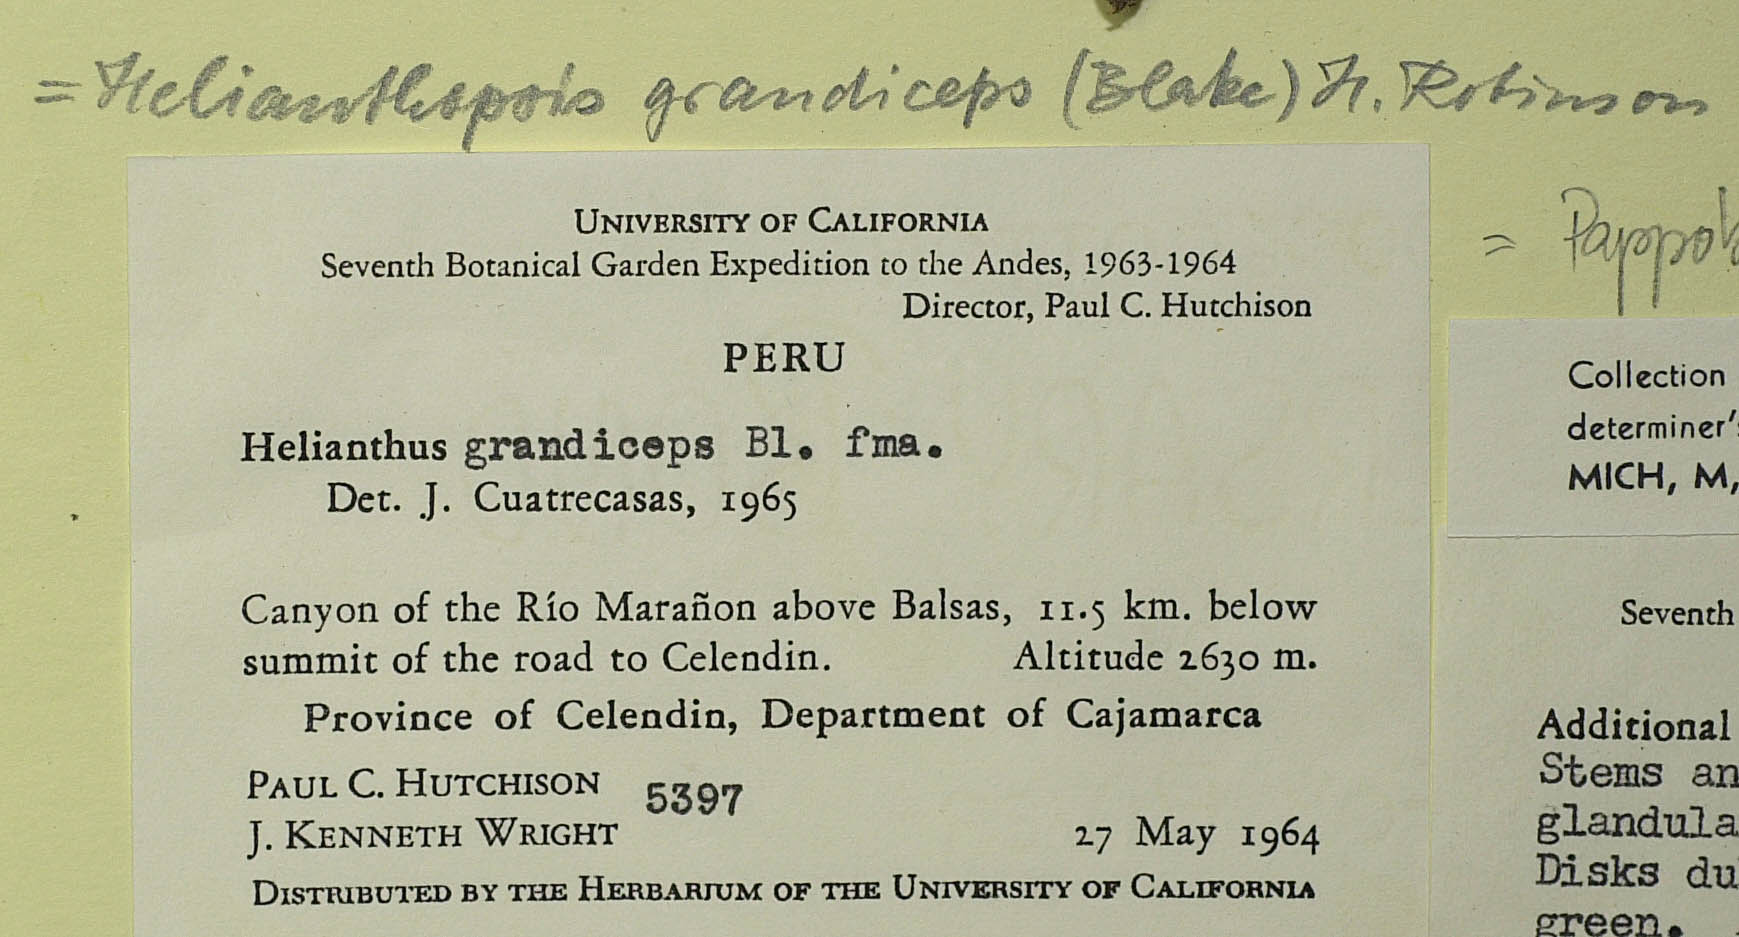 = Helianthopsis grandiceps (Blake) H. Robinson
UNIVERSITY OF CALIFORNIA
Seventh Botanical Garden Expedition to the Andes, 1963-1964
Director, Paul C. Hutchison
PERU
Helianthus grandiceps Bl. fma.
Det. J. Cuatrecasas, 1965
Canyon of the Río Marañon above Balsas, 11.5 km. below
summit of the road to Celendin. Altitude 2630 m.
Province of Celendin, Department of Cajamarca
PAUL C. HUTCHISON 5397
J. KENNETH WRIGHT 27 May 1964
DISTRIBUTED BY THE HERBARIUM OF THE UNIVERSITY OF CALIFORNIA
=
Collection
determiner's
MICH, M,
Seventh
Additional
Stems an
glandula
Disks du
green.